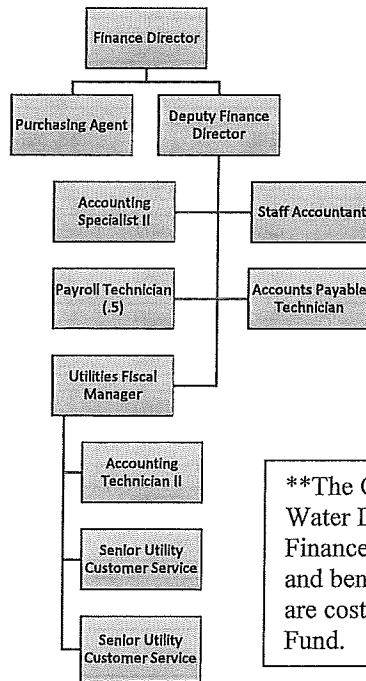 Finance Director
Purchasing Agent
Deputy Finance
Director
Accounting
Specialist II
Staff Accountant
Payroll Technician
(.5)
Accounts Payable
Technician
Utilities Fiscal
Manager
Accounting
Technician II
Senior Utility
Customer Service
Senior Utility
Customer Service
**The
Water
Finance
and
are cost
Fund.